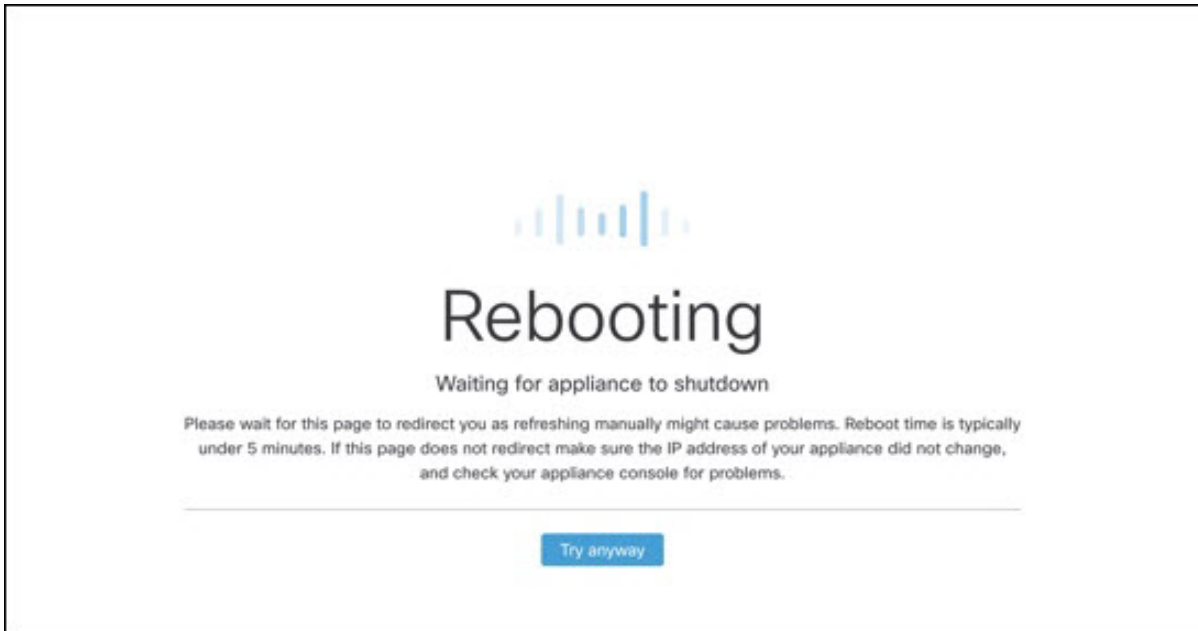 Rebooting
Waiting for appliance to shutdown
Please wait for this page to redirect you as refreshing manually might cause problems. Reboot time is typically
under 5 minutes. If this page does not redirect make sure the IP address of your appliance did not change,
and check your appliance console for problems.
Try anyway